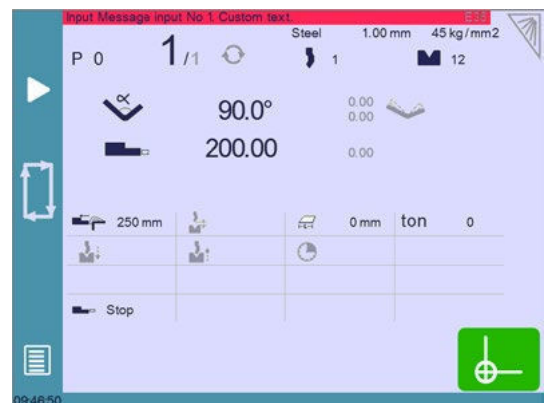 Input Message input No 1. Custom text.
Steel 1.00 mm 45 kg/mm2
P 0 1/1 1 12
α 90.0° 0.00
0.00
200.00 0.00
250 mm 0 mm ton 0
Stop
09:46:50